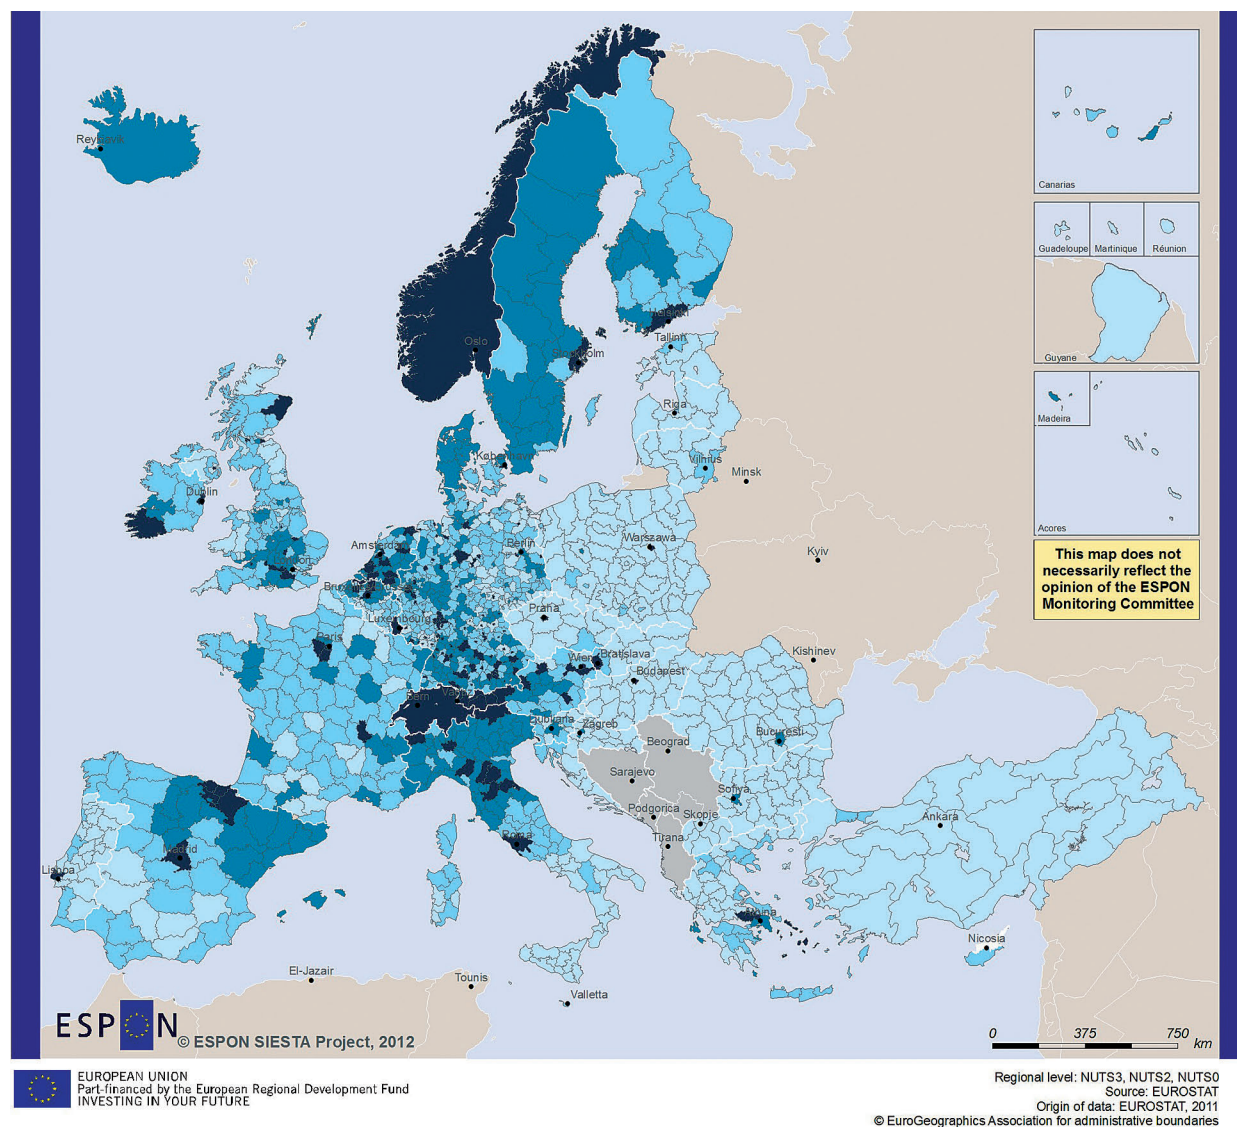 Reykjavik
Oslo
Helsinki
Tallinn
Stockholm
Riga
København
Vilnius
Minsk
Dublin
Amsterdam
Berlin
Warszawa
London
Kyiv
Praha
Luxembourg
Paris
Wien
Bratislava
Kishinev
Budapest
Bern
Vaduz
Ljubljana
Zagreb
Bucuresti
Beograd
Sarajevo
Sofiya
Podgorica
Skopje
Ankara
Tirana
Roma
Madrid
Lisboa
Athina
Nicosia
El-Jazair
Tounis
Valletta
Canarias
Guadeloupe
Martinique
Réunion
Guyane
Madeira
Acores
This map does not
necessarily reflect the
opinion of the ESPON
Monitoring Committee
ESPON
© ESPON SIESTA Project, 2012
0 375 750
km
EUROPEAN UNION
Part-financed by the European Regional Development Fund
INVESTING IN YOUR FUTURE
Regional level: NUTS3, NUTS2, NUTS0
Source: EUROSTAT
Origin of data: EUROSTAT, 2011
© EuroGeographics Association for administrative boundaries